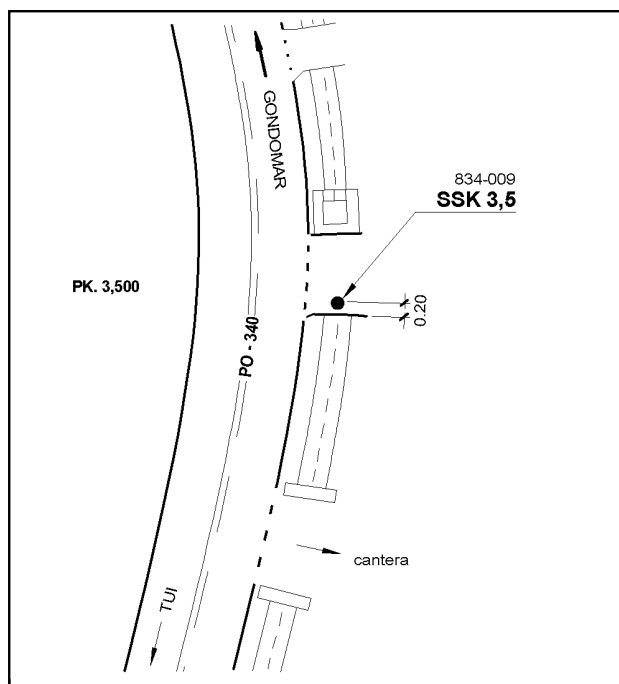 GONDOMAR
834-009
SSK 3,5
PK. 3,500
0.20
PO - 340
cantera
TUI